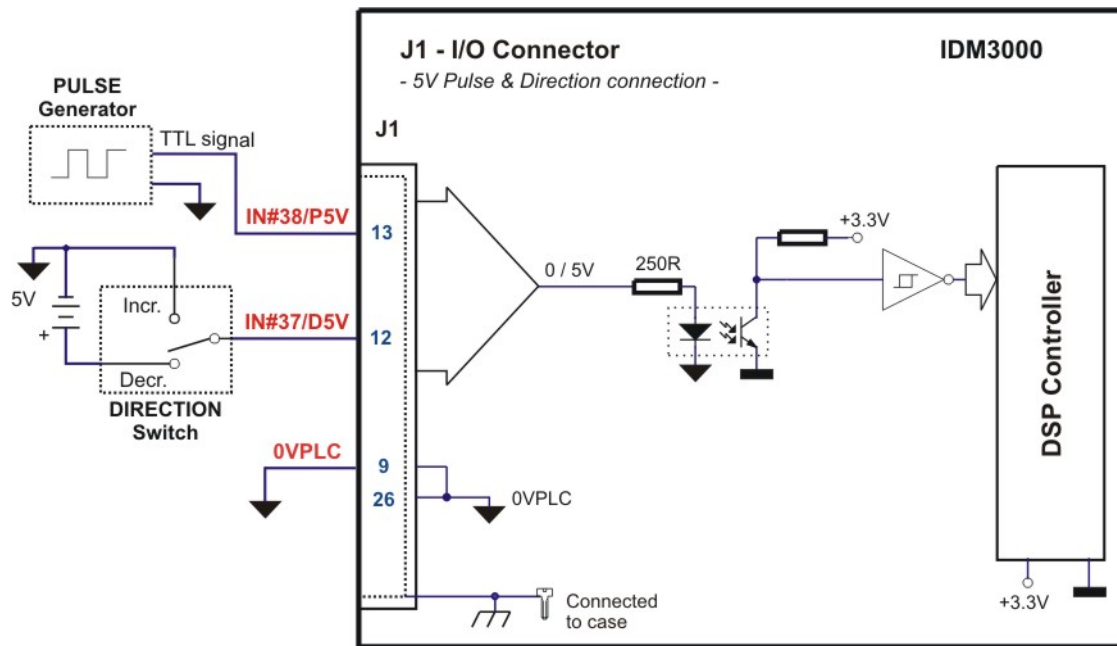 J1 - I/O Connector
IDM3000
- 5V Pulse & Direction connection -
PULSE
Generator
TTL signal
J1
IN#38/P5V
13
+3.3V
0 / 5V
250R
5V
+
Incr.
IN#37/D5V
12
Decr.
DIRECTION
Switch
0VPLC
9
26
0VPLC
DSP Controller
Connected
to case
+3.3V